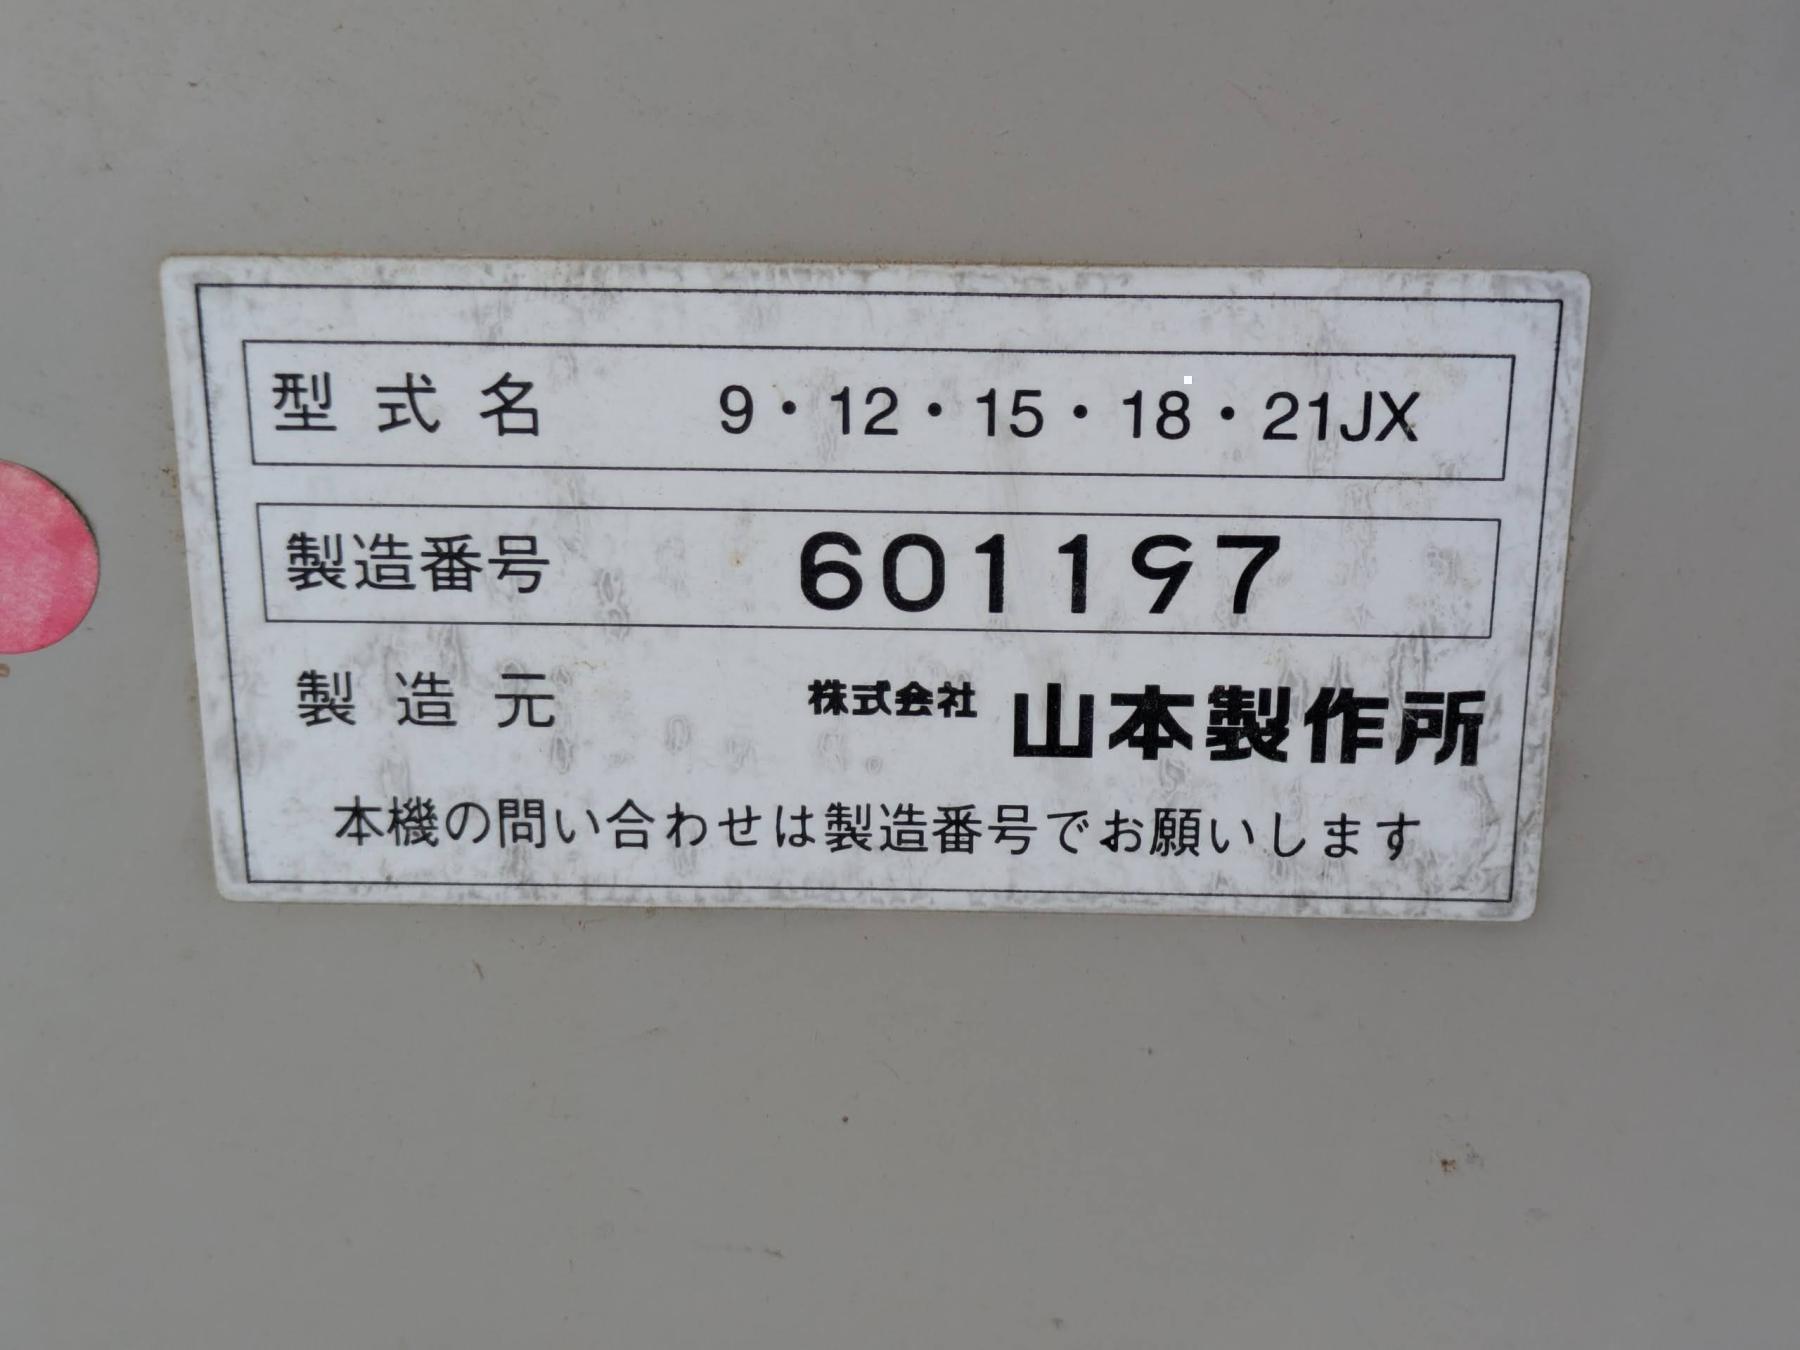 型式名 9・12・15・18・21JX
製造番号 601197
製造元 株式会社 山本製作所
本機の問い合わせは製造番号でお願いします